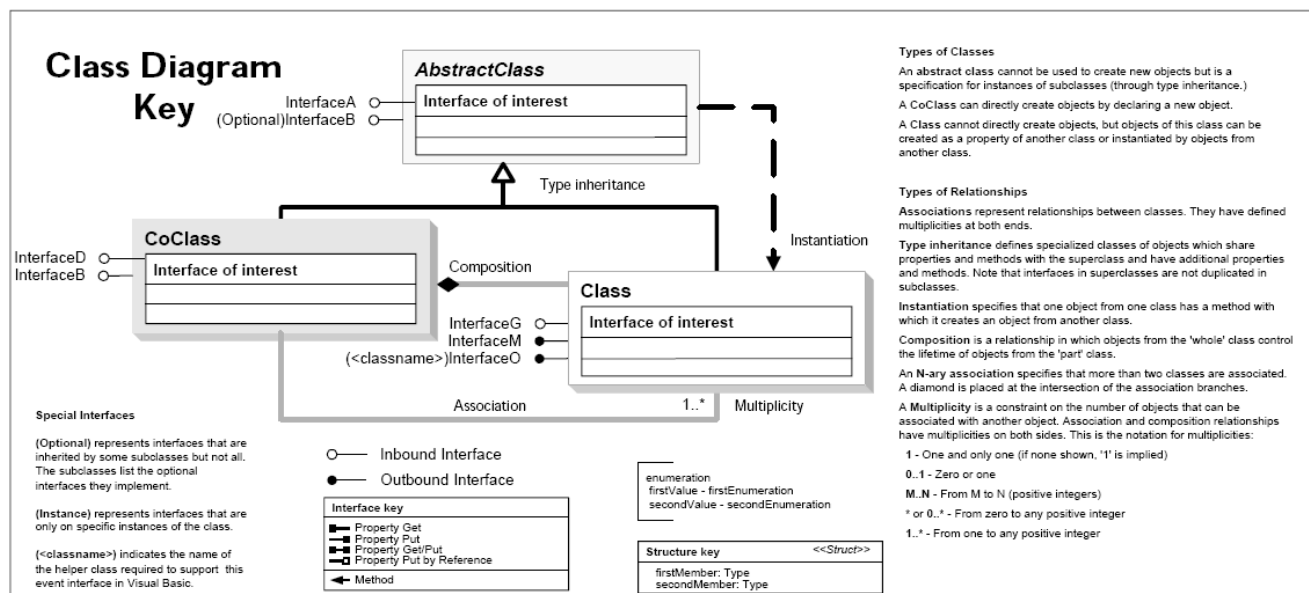 Class Diagram
Key
AbstractClass
Interface of interest
InterfaceA
(Optional)InterfaceB
Type inheritance
Instantiation
CoClass
Interface of interest
InterfaceD
InterfaceB
Composition
Class
Interface of interest
InterfaceG
InterfaceM
(<classname>)InterfaceO
Association
1..*
Multiplicity
Special Interfaces
(Optional) represents interfaces that are
inherited by some subclasses but not all.
The subclasses list the optional
interfaces they implement.
(Instance) represents interfaces that are
only on specific instances of the class.
(<classname>) indicates the name of
the helper class required to support this
event interface in Visual Basic.
Inbound Interface
Outbound Interface
Interface key
Property Get
Property Put
Property Get/Put
Property Put by Reference
Method
enumeration
firstValue - firstEnumeration
secondValue - secondEnumeration
Structure key <<Struct>>
firstMember: Type
secondMember: Type
Types of Classes
An abstract class cannot be used to create new objects but is a
specification for instances of subclasses (through type inheritance.)
A CoClass can directly create objects by declaring a new object.
A Class cannot directly create objects, but objects of this class can be
created as a property of another class or instantiated by objects from
another class.
Types of Relationships
Associations represent relationships between classes. They have defined
multiplicities at both ends.
Type inheritance defines specialized classes of objects which share
properties and methods with the superclass and have additional properties
and methods. Note that interfaces in superclasses are not duplicated in
subclasses.
Instantiation specifies that one object from one class has a method with
which it creates an object from another class.
Composition is a relationship in which objects from the 'whole' class control
the lifetime of objects from the 'part' class.
An N-ary association specifies that more than two classes are associated.
A diamond is placed at the intersection of the association branches.
A Multiplicity is a constraint on the number of objects that can be
associated with another object. Association and composition relationships
have multiplicities on both sides. This is the notation for multiplicities:
1 - One and only one (if none shown, '1' is implied)
0..1 - Zero or one
M..N - From M to N (positive integers)
* or 0..* - From zero to any positive integer
1..* - From one to any positive integer